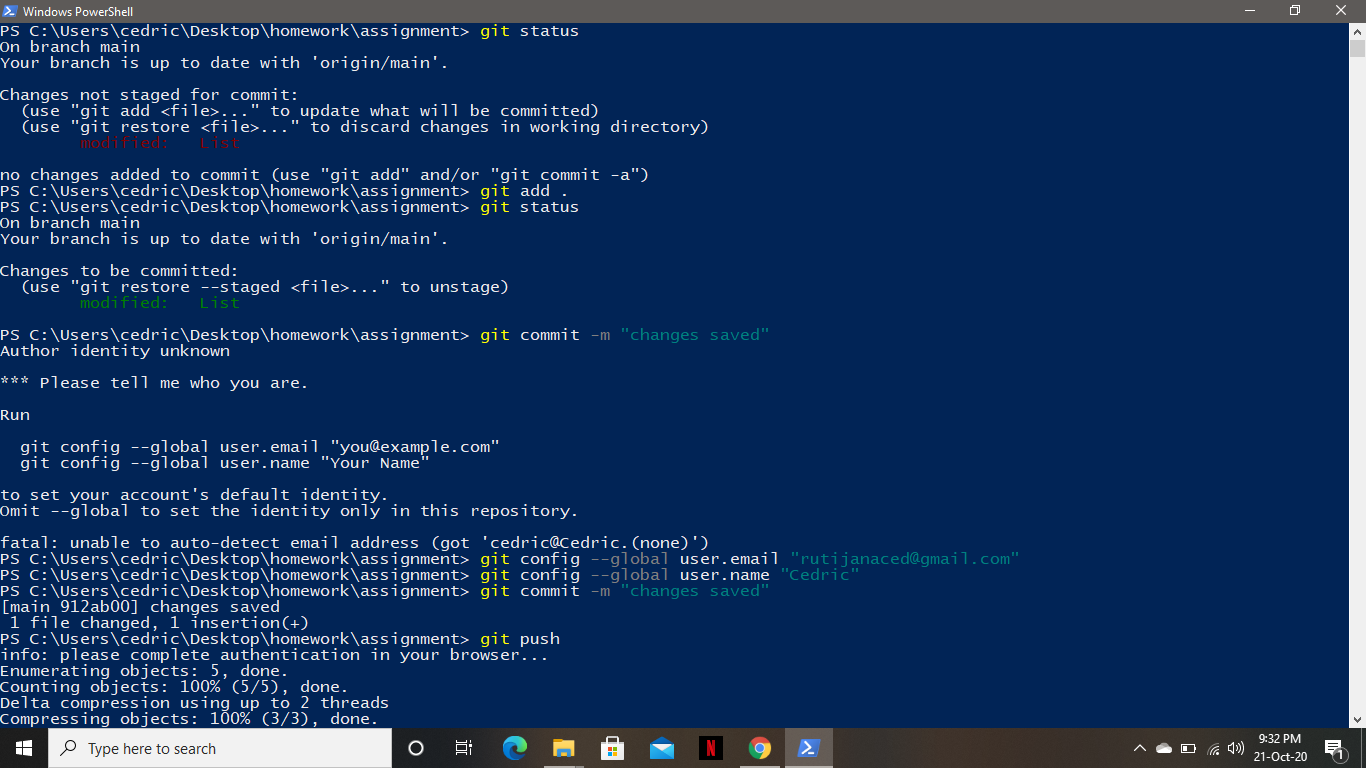 Windows PowerShell
PS C:\Users\cedric\Desktop\homework\assignment> git status
On branch main
Your branch is up to date with 'origin/main'.
Changes not staged for commit:
  (use "git add <file>..." to update what will be committed)
  (use "git restore <file>..." to discard changes in working directory)
        modified:   List
no changes added to commit (use "git add" and/or "git commit -a")
PS C:\Users\cedric\Desktop\homework\assignment> git add .
PS C:\Users\cedric\Desktop\homework\assignment> git status
On branch main
Your branch is up to date with 'origin/main'.
Changes to be committed:
  (use "git restore --staged <file>..." to unstage)
        modified:   List
PS C:\Users\cedric\Desktop\homework\assignment> git commit -m "changes saved"
Author identity unknown
*** Please tell me who you are.
Run
  git config --global user.email "you@example.com"
  git config --global user.name "Your Name"
to set your account's default identity.
Omit --global to set the identity only in this repository.
fatal: unable to auto-detect email address (got 'cedric@Cedric.(none)')
PS C:\Users\cedric\Desktop\homework\assignment> git config --global user.email "rutijanaced@gmail.com"
PS C:\Users\cedric\Desktop\homework\assignment> git config --global user.name "Cedric"
PS C:\Users\cedric\Desktop\homework\assignment> git commit -m "changes saved"
[main 912ab00] changes saved
 1 file changed, 1 insertion(+)
PS C:\Users\cedric\Desktop\homework\assignment> git push
info: please complete authentication in your browser...
Enumerating objects: 5, done.
Counting objects: 100% (5/5), done.
Delta compression using up to 2 threads
Compressing objects: 100% (3/3), done.
Type here to search
N
9:32 PM
21-Oct-20
1